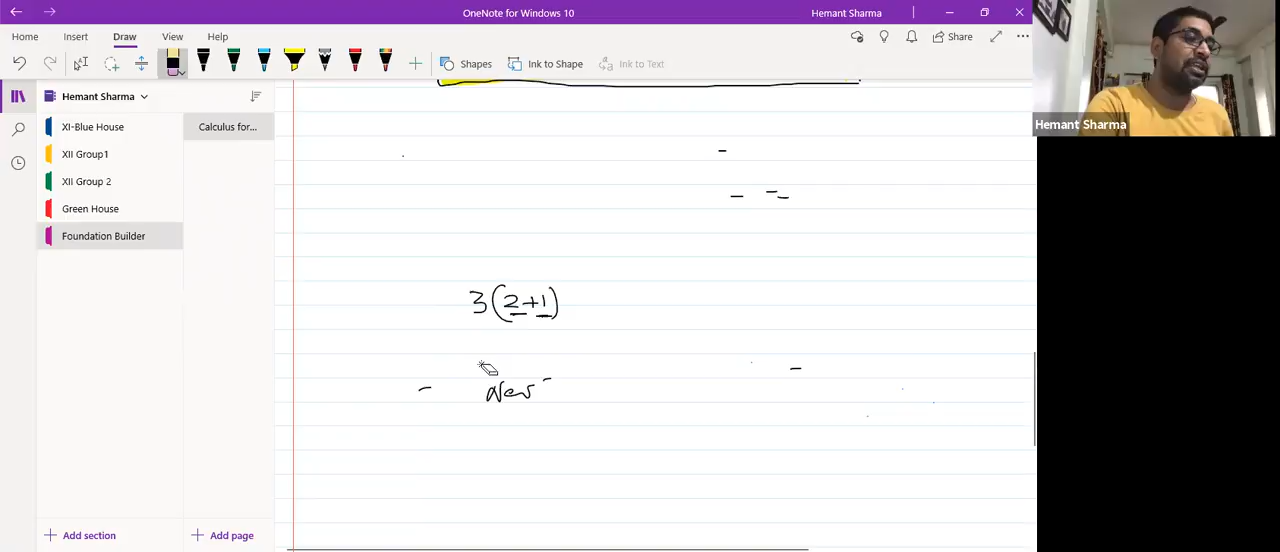 OneNote for Windows 10
Hemant Sharma
Home Insert Draw View Help
Share
Shapes
Ink to Shape
Ink to Text
Hemant Sharma
XI-Blue House
XII Group1
XII Group 2
Green House
Foundation Builder
Calculus for...
Add section
Add page
3(2+1)
Hemant Sharma